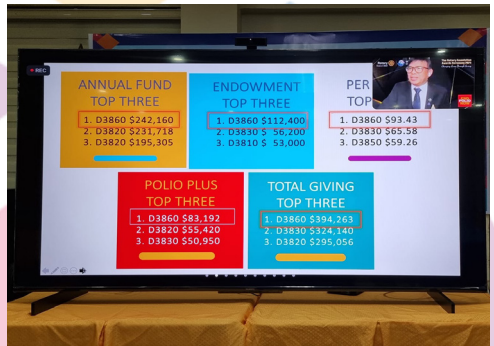 REC
ANNUAL FUND
TOP THREE
1. D3860 $242,160
2. D3820 $231,718
3. D3820 $195,305
ENDOWMENT
TOP THREE
1. D3860 $112,400
2. D3830 $ 56,200
3. D3810 $ 53,000
PER
TOP
1. D3860 $93.43
2. D3830 $65.58
3. D3850 $59.26
POLIO PLUS
TOP THREE
1. D3860 $83,192
2. D3820 $55,420
3. D3830 $50,950
TOTAL GIVING
TOP THREE
1. D3860 $394,263
2. D3830 $324,140
3. D3820 $295,056